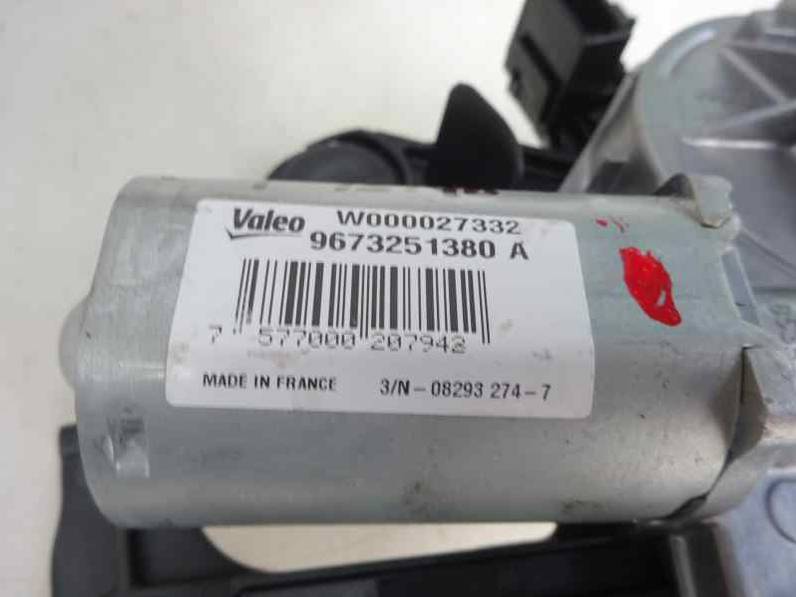 Valeo W000027332
9673251380 A
7 577000 207942
MADE IN FRANCE 3/N-08293 274-7